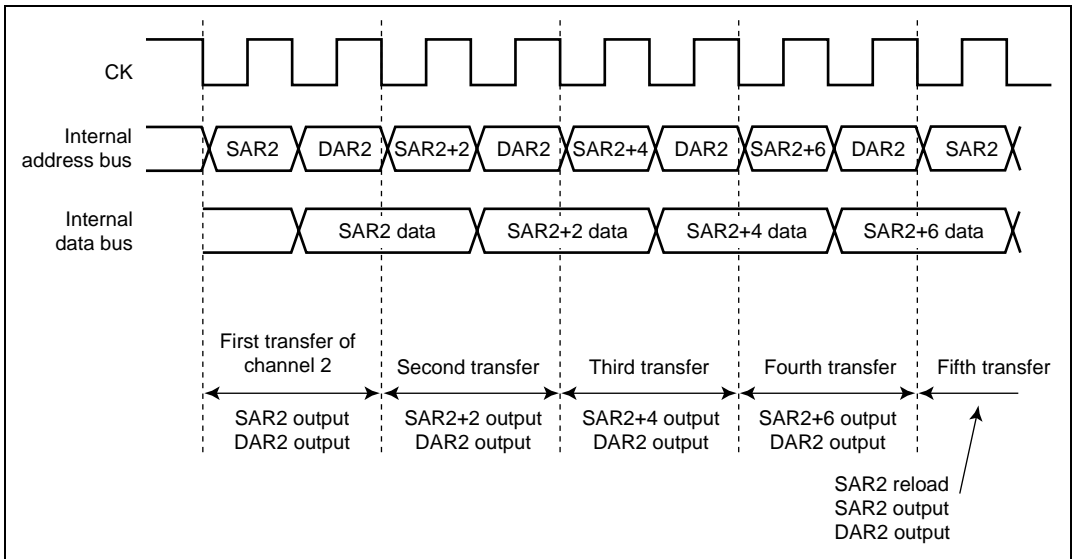 CK
Internal
address bus
SAR2 DAR2 SAR2+2 DAR2 SAR2+4 DAR2 SAR2+6 DAR2 SAR2
Internal
data bus
SAR2 data SAR2+2 data SAR2+4 data SAR2+6 data
First transfer of
channel 2
Second transfer
Third transfer
Fourth transfer
Fifth transfer
SAR2 output
DAR2 output
SAR2+2 output
DAR2 output
SAR2+4 output
DAR2 output
SAR2+6 output
DAR2 output
SAR2 reload
SAR2 output
DAR2 output